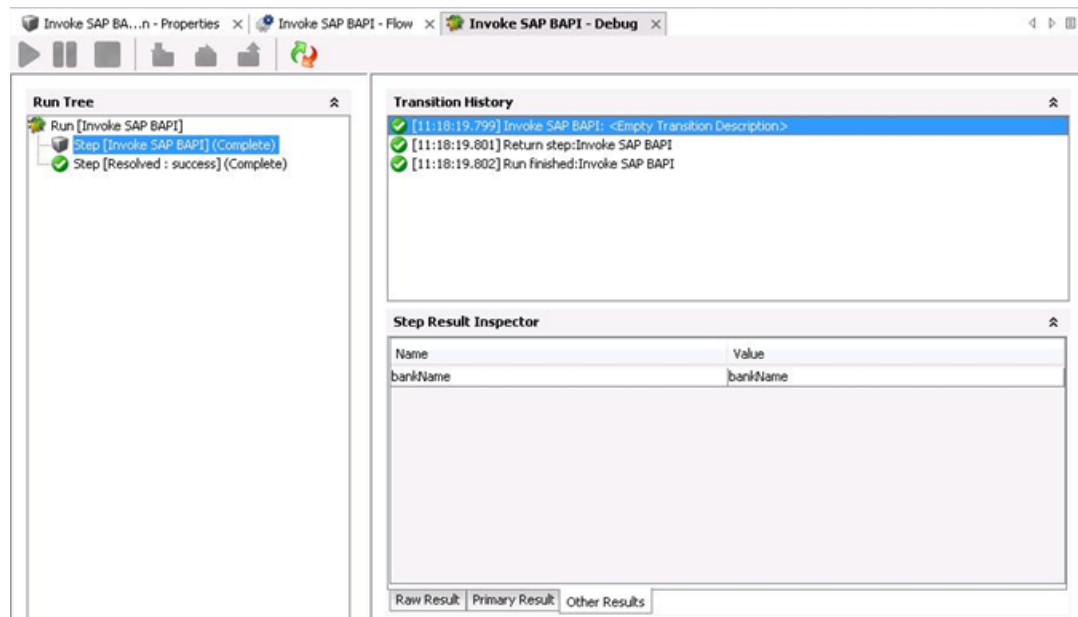 Invoke SAP BA...n - Properties
Invoke SAP BAPI - Flow
Invoke SAP BAPI - Debug
Run Tree
Run [Invoke SAP BAPI]
Step [Invoke SAP BAPI] (Complete)
Step [Resolved : success] (Complete)
Transition History
[11:18:19.799] Invoke SAP BAPI: <Empty Transition Description>
[11:18:19.801] Return step:Invoke SAP BAPI
[11:18:19.802] Run finished:Invoke SAP BAPI
Step Result Inspector
Name Value
bankName bankName
Raw Result Primary Result Other Results